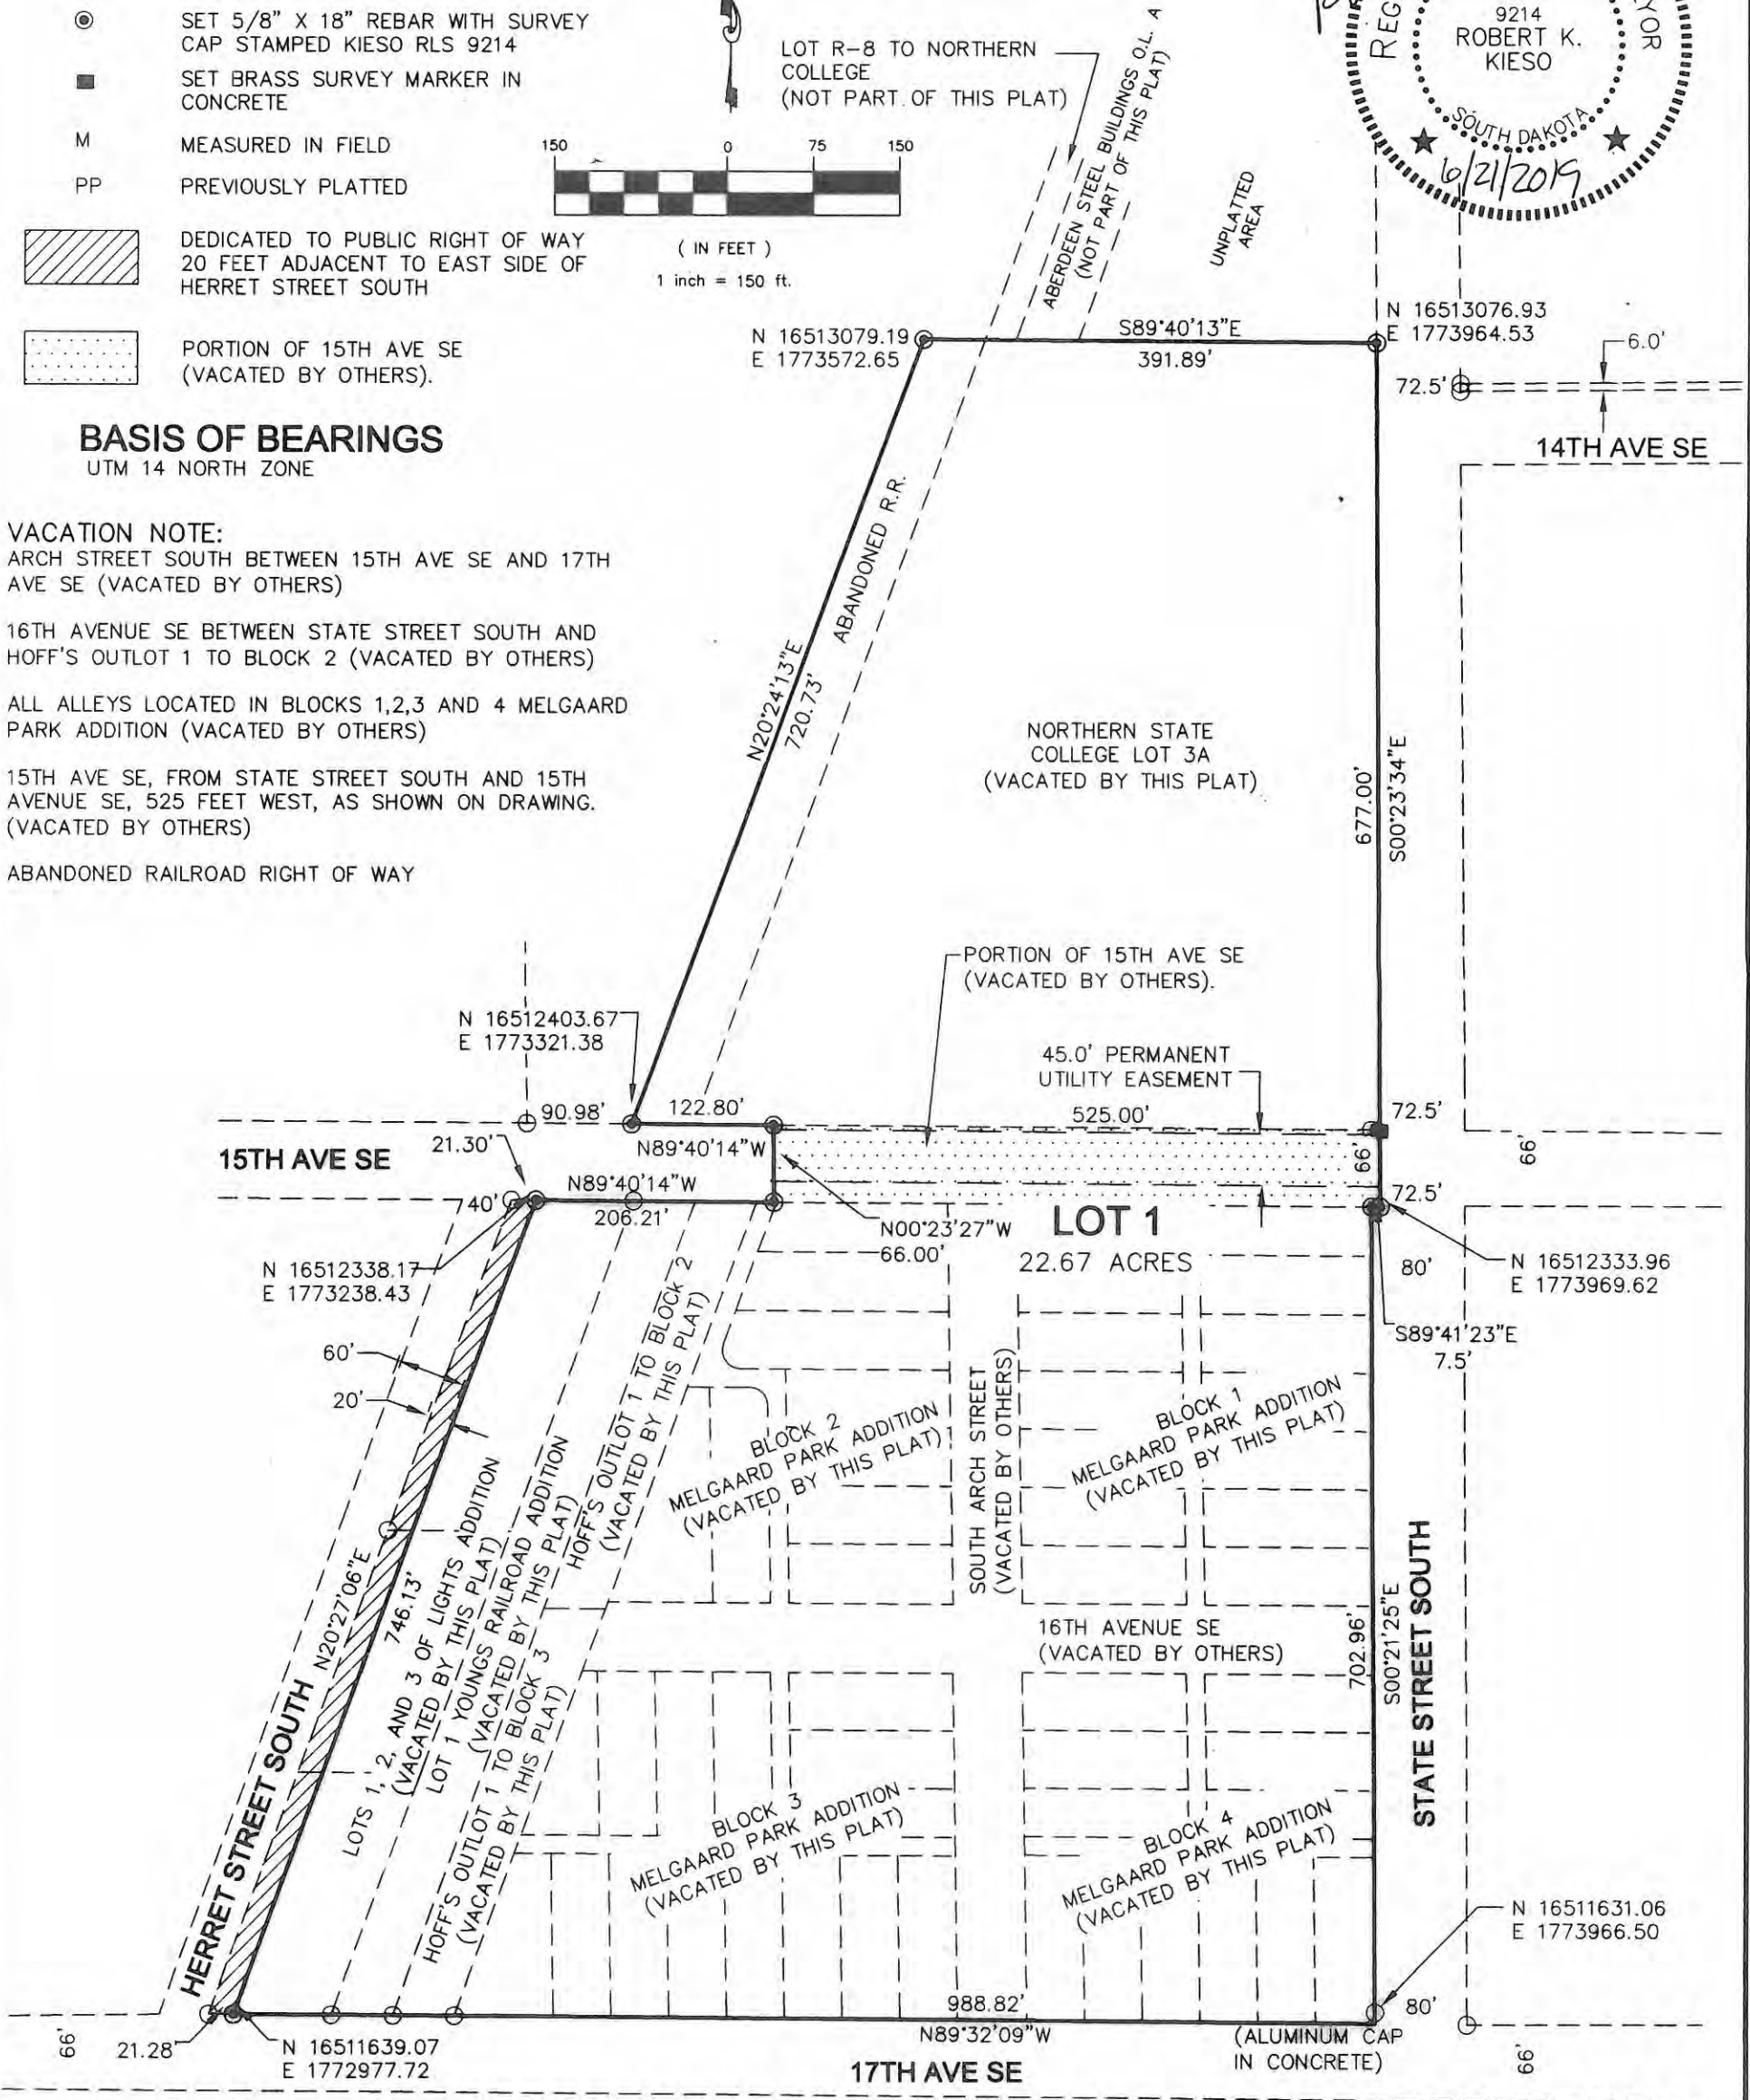 SET 5/8" X 18" REBAR WITH SURVEY
CAP STAMPED KIESO RLS 9214
SET BRASS SURVEY MARKER IN
CONCRETE
M MEASURED IN FIELD
PP PREVIOUSLY PLATTED
DEDICATED TO PUBLIC RIGHT OF WAY
20 FEET ADJACENT TO EAST SIDE OF
HERRET STREET SOUTH
PORTION OF 15TH AVE SE
(VACATED BY OTHERS).
BASIS OF BEARINGS
UTM 14 NORTH ZONE
VACATION NOTE:
ARCH STREET SOUTH BETWEEN 15TH AVE SE AND 17TH
AVE SE (VACATED BY OTHERS)
16TH AVENUE SE BETWEEN STATE STREET SOUTH AND
HOFF'S OUTLOT 1 TO BLOCK 2 (VACATED BY OTHERS)
ALL ALLEYS LOCATED IN BLOCKS 1,2,3 AND 4 MELGAARD
PARK ADDITION (VACATED BY OTHERS)
15TH AVE SE, FROM STATE STREET SOUTH AND 15TH
AVENUE SE, 525 FEET WEST, AS SHOWN ON DRAWING.
(VACATED BY OTHERS)
ABANDONED RAILROAD RIGHT OF WAY
150 0 75 150
( IN FEET )
1 inch = 150 ft.
LOT R-8 TO NORTHERN
COLLEGE
(NOT PART OF THIS PLAT)
ABERDEEN STEEL BUILDINGS O.L. A
(NOT PART OF THIS PLAT)
UNPLATTED
AREA
9214
ROBERT K.
KIESO
SOUTH DAKOTA
6/21/2019
N 16513079.19
E 1773572.65
S89°40'13"E
391.89'
N 16513076.93
E 1773964.53
6.0'
72.5'
14TH AVE SE
ABANDONED R.R.
N20°24'13"E
720.73'
NORTHERN STATE
COLLEGE LOT 3A
(VACATED BY THIS PLAT)
677.00'
S00°23'34"E
PORTION OF 15TH AVE SE
(VACATED BY OTHERS).
N 16512403.67
E 1773321.38
45.0' PERMANENT
UTILITY EASEMENT
90.98'
122.80'
525.00'
72.5'
21.30'
15TH AVE SE
N89°40'14"W
66'
66'
N89°40'14"W
40'
206.21'
72.5'
N00°23'27"W
66.00'
LOT 1
22.67 ACRES
80'
N 16512333.96
E 1773969.62
N 16512338.17
E 1773238.43
S89°41'23"E
7.5'
60'
20'
HOFF'S OUTLOT 1 TO BLOCK 2
(VACATED BY THIS PLAT)
BLOCK 2
MELGAARD PARK ADDITION
(VACATED BY THIS PLAT)
SOUTH ARCH STREET
(VACATED BY OTHERS)
BLOCK 1
MELGAARD PARK ADDITION
(VACATED BY THIS PLAT)
N20°27'06"E
746.13'
LOTS 1, 2, AND 3 OF LIGHTS ADDITION
(VACATED BY THIS PLAT)
LOT 1 YOUNGS RAILROAD ADDITION
(VACATED BY THIS PLAT)
HOFF'S OUTLOT 1 TO BLOCK 3
(VACATED BY THIS PLAT)
16TH AVENUE SE
(VACATED BY OTHERS)
702.96'
S00°21'25"E
STATE STREET SOUTH
HERRET STREET SOUTH
BLOCK 3
MELGAARD PARK ADDITION
(VACATED BY THIS PLAT)
BLOCK 4
MELGAARD PARK ADDITION
(VACATED BY THIS PLAT)
N 16511631.06
E 1773966.50
80'
988.82'
N89°32'09"W
(ALUMINUM CAP
IN CONCRETE)
66'
21.28'
N 16511639.07
E 1772977.72
17TH AVE SE
66'